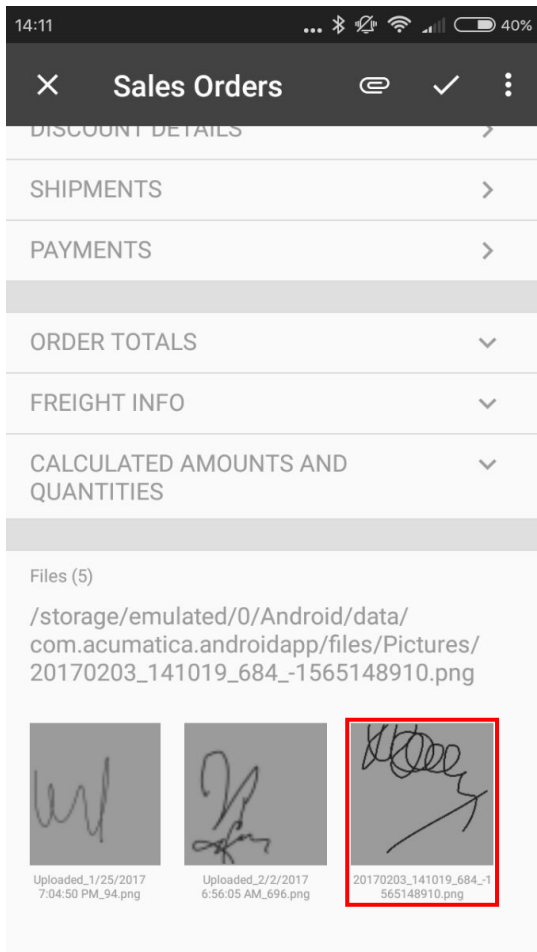 14:11
... 40%
Sales Orders
DISCOUNT DETAILS
SHIPMENTS
PAYMENTS
ORDER TOTALS
FREIGHT INFO
CALCULATED AMOUNTS AND
QUANTITIES
Files (5)
/storage/emulated/0/Android/data/
com.acumatica.androidapp/files/Pictures/
20170203_141019_684_-1565148910.png
Uploaded_1/25/2017
7:04:50 PM_94.png
Uploaded_2/2/2017
6:56:05 AM_696.png
20170203_141019_684_-1
565148910.png